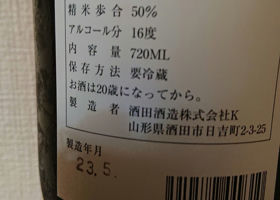 精米歩合 50%
アルコール分 16度
内容量 720ML
保存方法 要冷蔵
お酒は20歳になってから。
製造者 酒田酒造株式会社K
山形県酒田市日吉町2-3-25
製造年月
23.5.